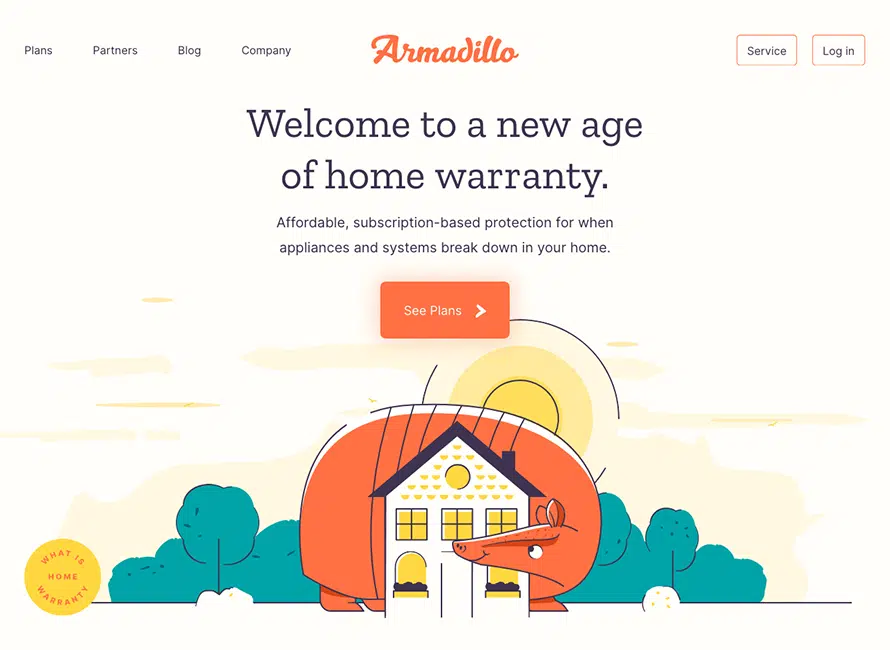 Plans
Partners
Blog
Company
Armadillo
Service
Log in
Welcome to a new age
of home warranty.
Affordable, subscription-based protection for when
appliances and systems break down in your home.
See Plans
WHAT IS
HOME
WARRANTY